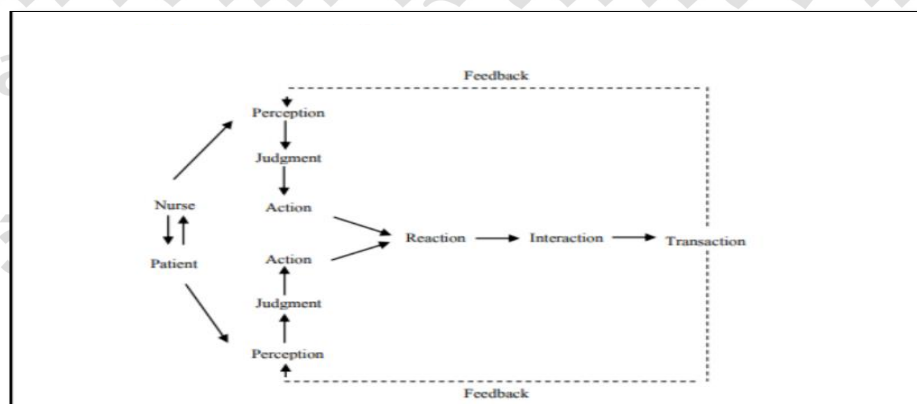 Feedback
Perception
Judgment
Nurse
Action
Reaction
Interaction
Transaction
Patient
Action
Judgment
Perception
Feedback